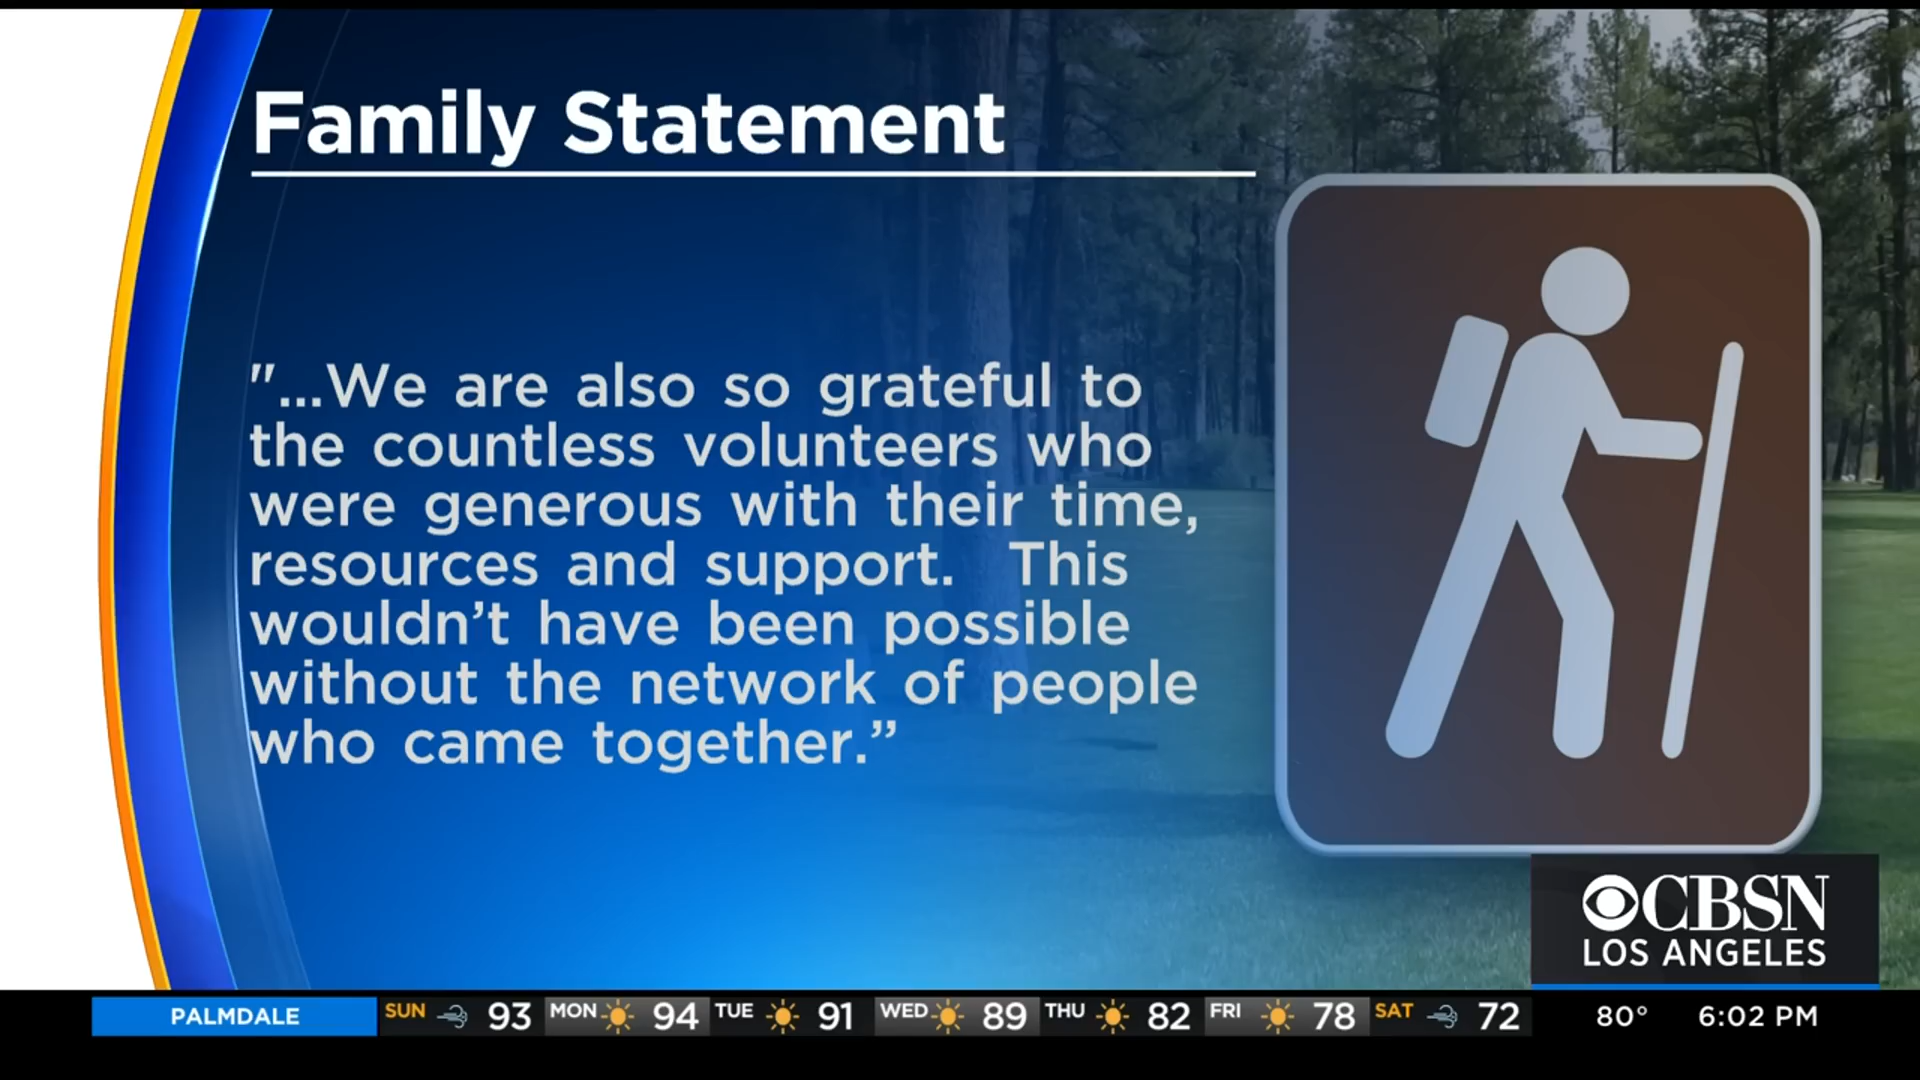 Family Statement
"...We are also so grateful to
the countless volunteers who
were generous with their time,
resources and support.  This
wouldn’t have been possible
without the network of people
who came together.”
CBSN
LOS ANGELES
PALMDALE SUN 93 MON 94 TUE 91 WED 89 THU 82 FRI 78 SAT 72 80° 6:02 PM